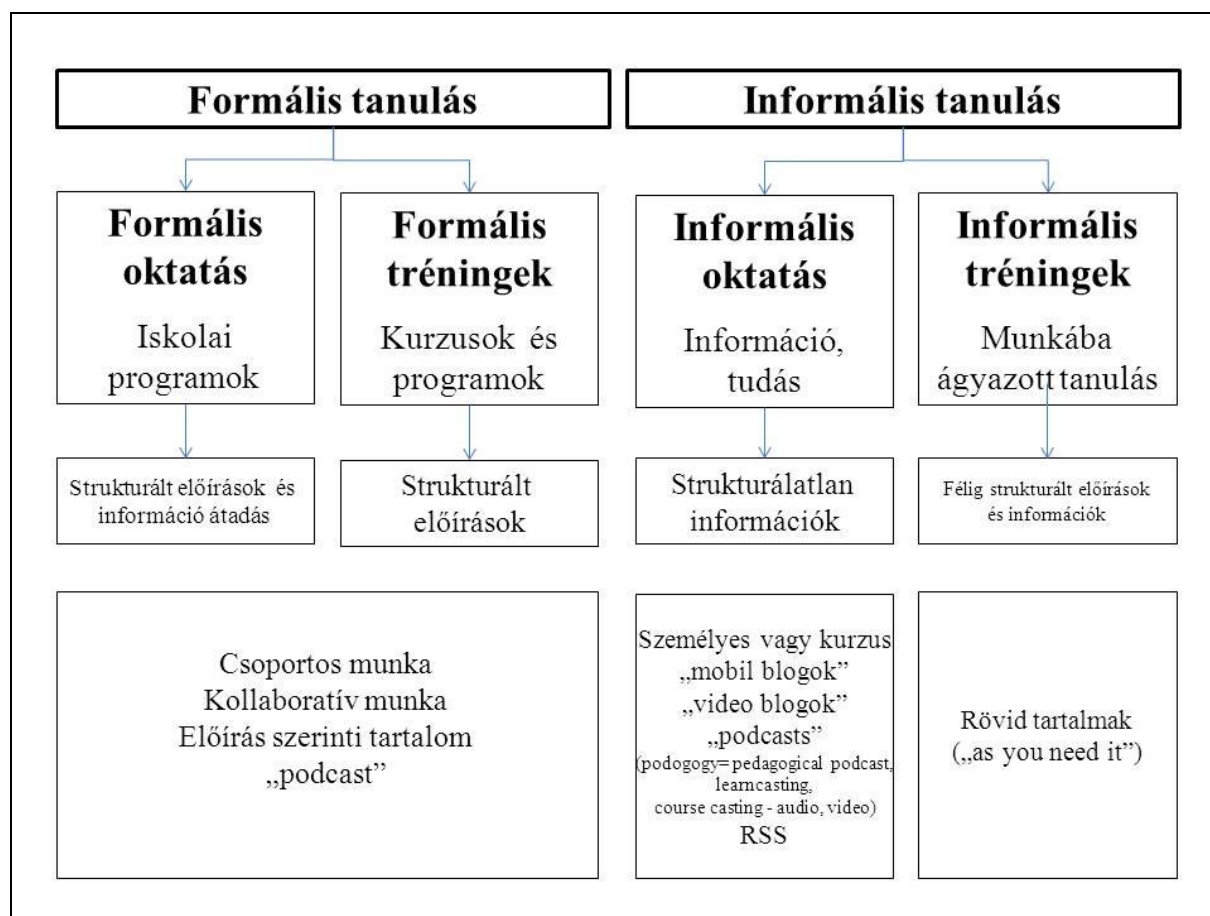 Formális tanulás
Informális tanulás
Formális
oktatás
Iskolai
programok
Formális
tréningek
Kurzusok és
programok
Informális
oktatás
Információ,
tudás
Informális
tréningek
Munkába
ágyazott tanulás
Strukturált előírások és
információ átadás
Strukturált
előírások
Strukturálatlan
információk
Félig strukturált előírások
és információk
Csoportos munka
Kollaboratív munka
Előírás szerinti tartalom
„podcast”
Személyes vagy kurzus
„mobil blogok”
„video blogok”
„podcasts”
(podogogy= pedagogical podcast,
learncasting,
course casting - audio, video)
RSS
Rövid tartalmak
(„as you need it”)